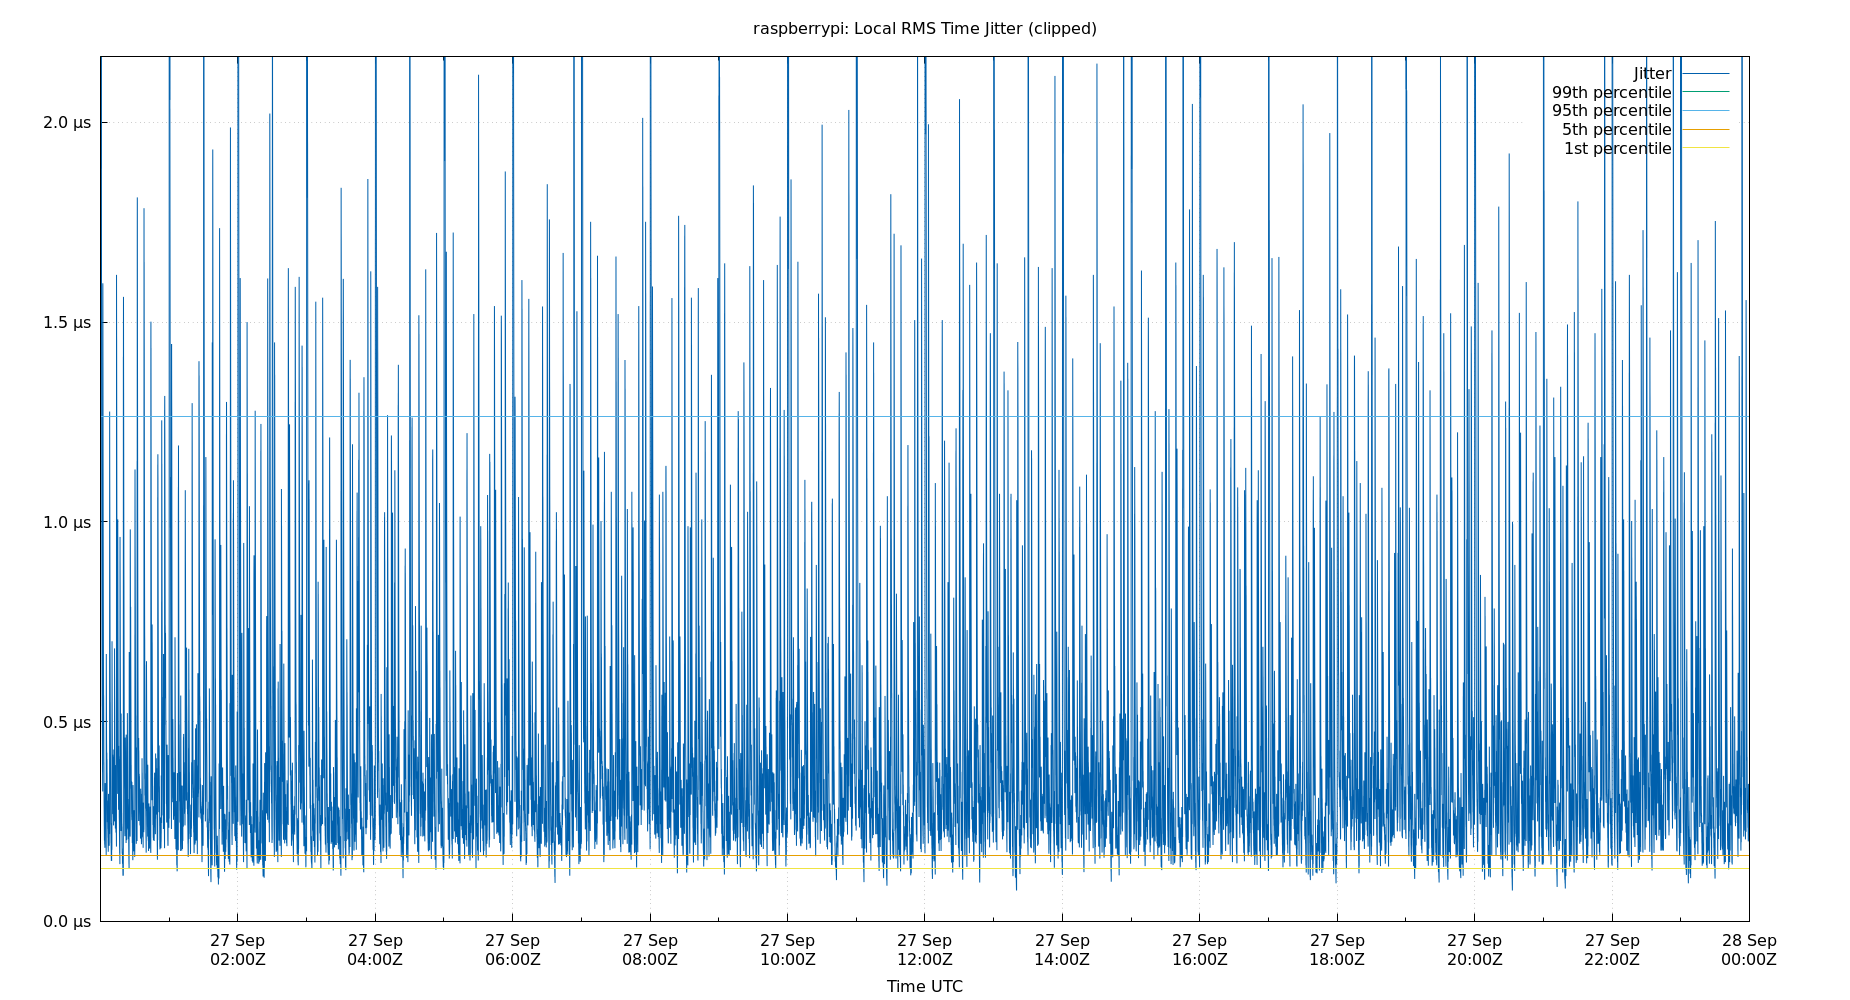 raspberrypi: Local RMS Time Jitter (clipped)
Jitter
99th percentile
95th percentile
5th percentile
1st percentile
2.0 µs
1.5 µs
1.0 µs
0.5 µs
0.0 µs
27 Sep 27 Sep 27 Sep 27 Sep 27 Sep 27 Sep 27 Sep 27 Sep 27 Sep 27 Sep 27 Sep 28 Sep
02:00Z 04:00Z 06:00Z 08:00Z 10:00Z 12:00Z 14:00Z 16:00Z 18:00Z 20:00Z 22:00Z 00:00Z
Time UTC